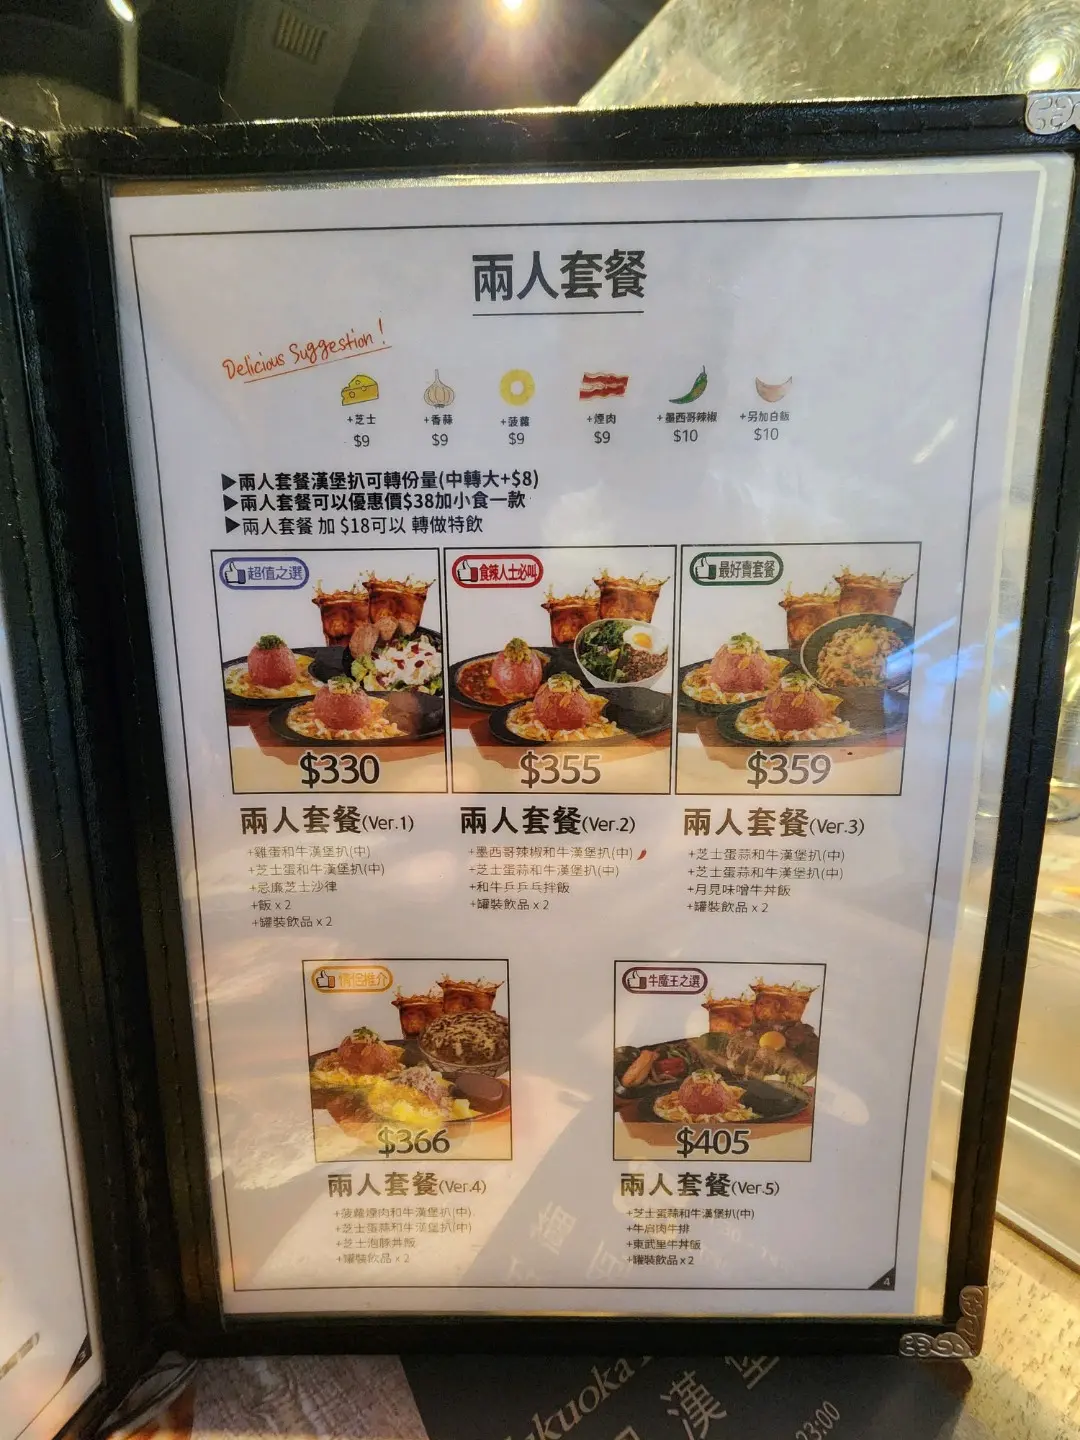 兩人套餐
Delicious Suggestion!
+芝士 +香蒜 +菠蘿 +煙肉 +墨西哥辣椒 +另加白飯
$9 $9 $9 $9 $10 $10
▶兩人套餐漢堡扒可轉份量(中轉大+$8)
▶兩人套餐可以優惠價$38加小食一款
▶兩人套餐 加 $18可以 轉做特飲
超值之選
$330
兩人套餐(Ver.1)
+雞蛋和牛漢堡扒(中)
+芝士蛋和牛漢堡扒(中)
+忌廉芝士沙律
+飯 x 2
+罐裝飲品 x 2
食辣人士必叫
$355
兩人套餐(Ver.2)
+墨西哥辣椒和牛漢堡扒(中)
+芝士蛋蒜和牛漢堡扒(中)
+和牛乒乒乓拌飯
+罐裝飲品 x 2
最好賣套餐
$359
兩人套餐(Ver.3)
+芝士蛋蒜和牛漢堡扒(中)
+芝士蛋蒜和牛漢堡扒(中)
+月見味噌牛丼飯
+罐裝飲品 x 2
情侶推介
$366
兩人套餐(Ver.4)
+菠蘿煙肉和牛漢堡扒(中)
+芝士蛋蒜和牛漢堡扒(中)
+芝士泡豚丼飯
+罐裝飲品 x 2
牛魔王之選
$405
兩人套餐(Ver.5)
+芝士蛋蒜和牛漢堡扒(中)
+牛肩肉牛排
+東武里牛丼飯
+罐裝飲品 x 2
4
漢堡
23:00